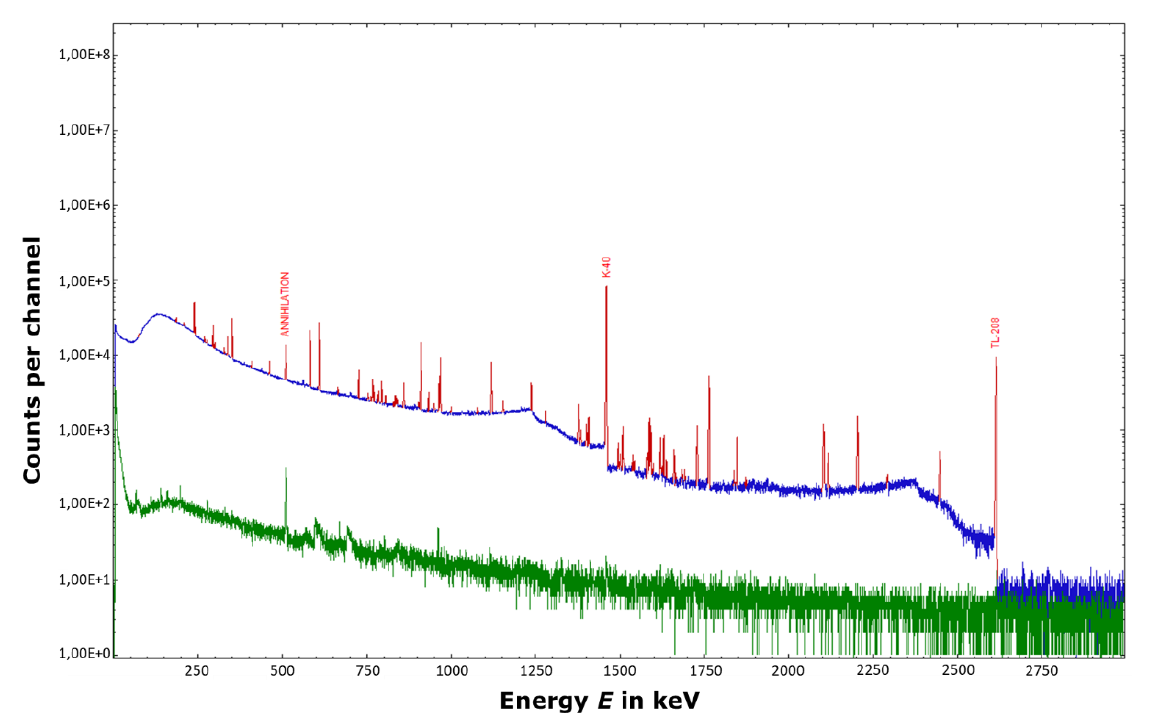 1,00E+8
1,00E+7
1,00E+6
1,00E+5
1,00E+4
1,00E+3
1,00E+2
1,00E+1
1,00E+0
Counts per channel
ANNIHILATION
K-40
TL-208
250 500 750 1000 1250 1500 1750 2000 2250 2500 2750
Energy E in keV